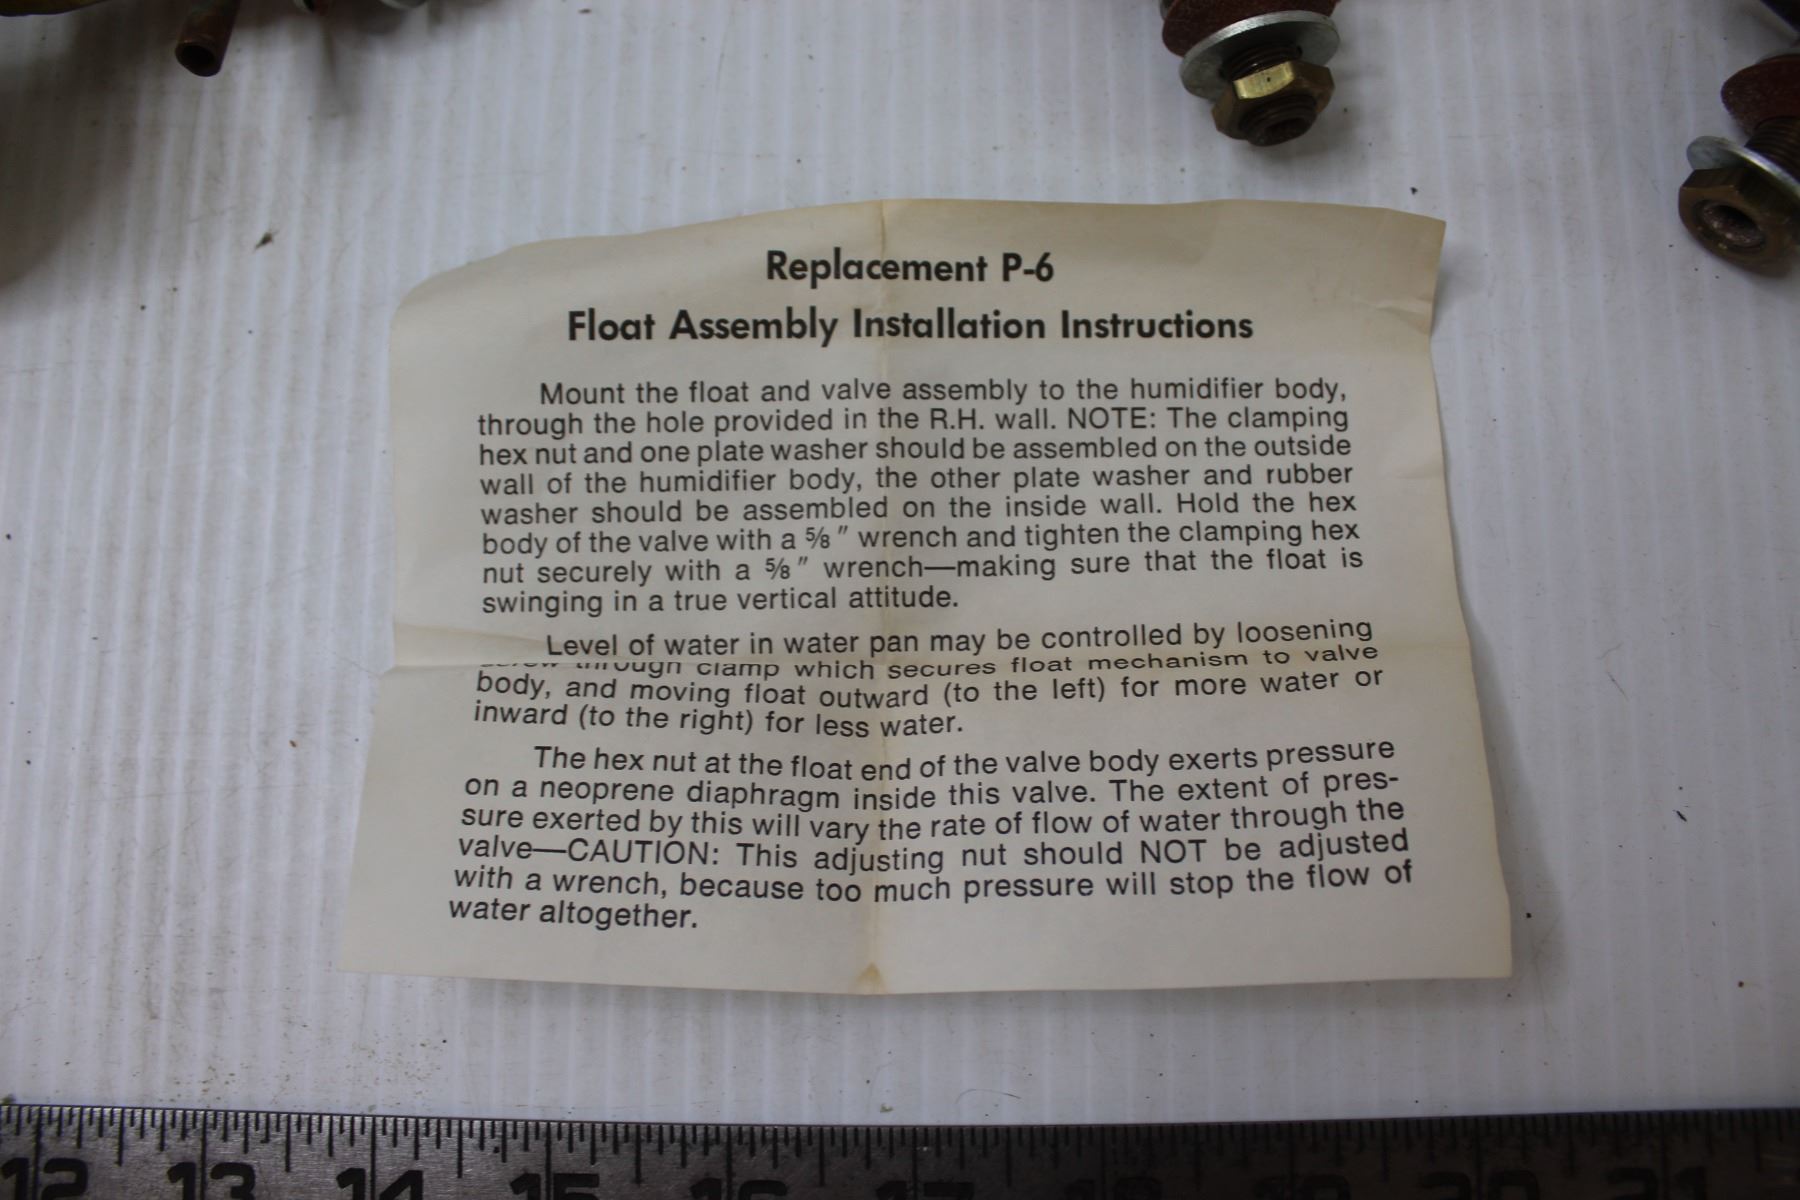 Replacement P-6
Float Assembly Installation Instructions
Mount the float and valve assembly to the humidifier body,
through the hole provided in the R.H. wall. NOTE: The clamping
hex nut and one plate washer should be assembled on the outside
wall of the humidifier body, the other plate washer and rubber
washer should be assembled on the inside wall. Hold the hex
body of the valve with a 5/8" wrench and tighten the clamping hex
nut securely with a 5/8" wrench—making sure that the float is
swinging in a true vertical attitude.
Level of water in water pan may be controlled by loosening
screw through clamp which secures float mechanism to valve
body, and moving float outward (to the left) for more water or
inward (to the right) for less water.
The hex nut at the float end of the valve body exerts pressure
on a neoprene diaphragm inside this valve. The extent of pres-
sure exerted by this will vary the rate of flow of water through the
valve—CAUTION: This adjusting nut should NOT be adjusted
with a wrench, because too much pressure will stop the flow of
water altogether.
12 13 14 15 16 17 18 19 20 21